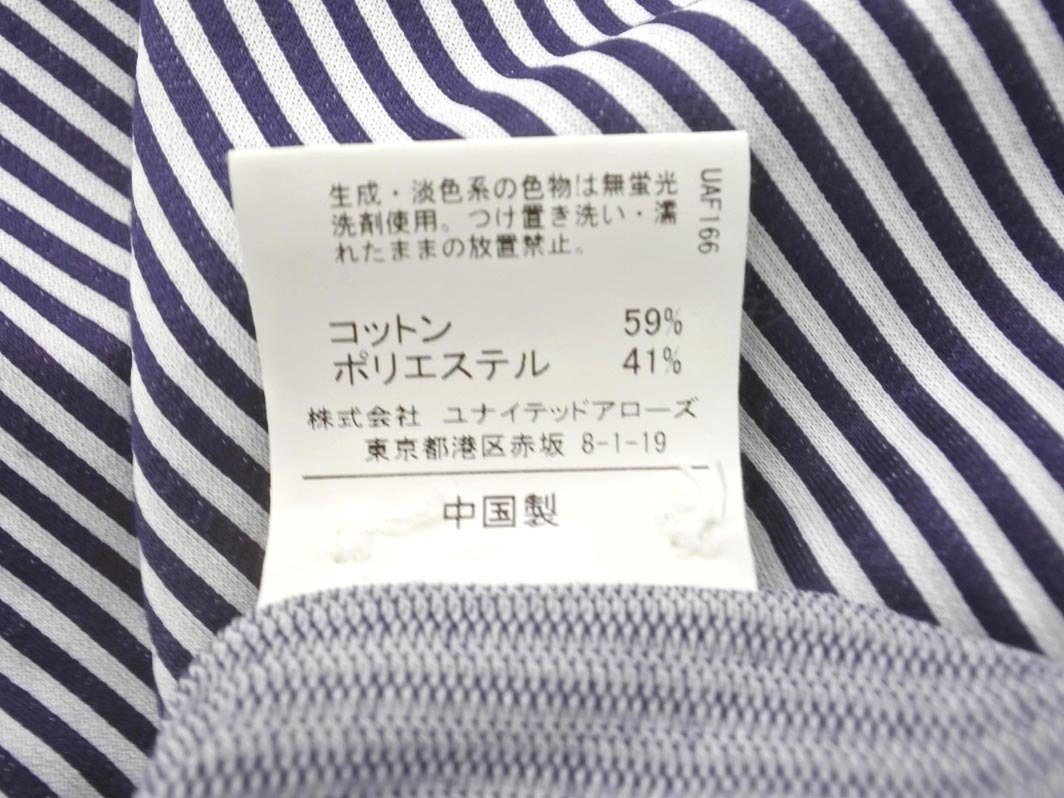 生成・淡色系の色物は無蛍光
洗剤使用。つけ置き洗い・濡
れたままの放置禁止。
UAF166
コットン 59%
ポリエステル 41%
株式会社 ユナイテッドアローズ
東京都港区赤坂 8-1-19
中国製